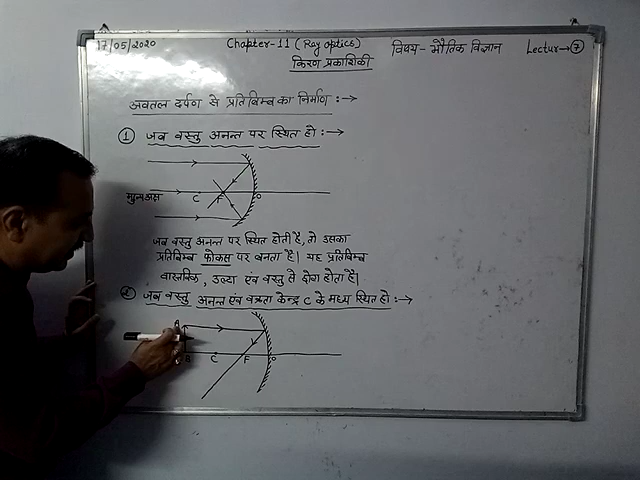 17/05/2020 Chapter-11 (Ray optics) विषय- भौतिक विज्ञान Lectur→⑦
किरण प्रकाशिकी
अवतल दर्पण से प्रतिबिम्ब का निर्माण :→
① जब वस्तु अनन्त पर स्थित हो :→
मुख्यअक्ष C F O
जब वस्तु अनन्त पर स्थित होती है, तो उसका
प्रतिबिम्ब फोकस पर बनता है। यह प्रतिबिम्ब
वास्तविक, उल्टा एवं वस्तु से छोटा होता है।
② जब वस्तु अनन्त एवं वक्रता केन्द्र C के मध्य स्थित हो :→
A
B C F O